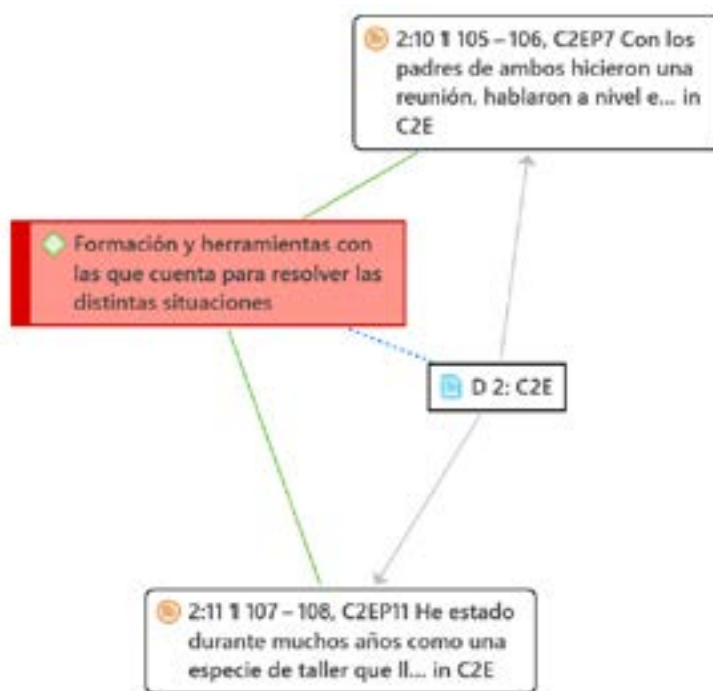 2:10 ¶ 105 – 106, C2EP7 Con los
padres de ambos hicieron una
reunión, hablaron a nivel e... in
C2E
Formación y herramientas con
las que cuenta para resolver las
distintas situaciones
D 2: C2E
2:11 ¶ 107 – 108, C2EP11 He estado
durante muchos años como una
especie de taller que ll... in C2E